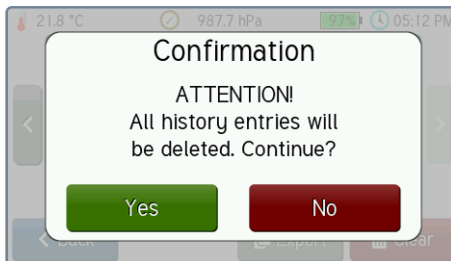 21.8 °C 987.7 hPa 97% 05:12 PM
Confirmation
ATTENTION!
All history entries will
be deleted. Continue?
Yes No
Back Export Clear